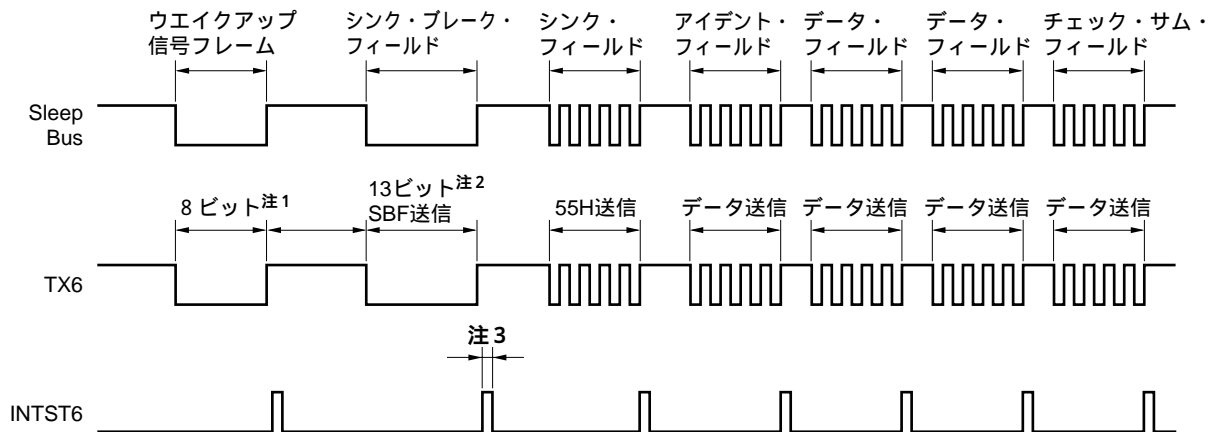 ウエイクアップ
信号フレーム
シンク・ブレーク・
フィールド
シンク・
フィールド
アイデント・
フィールド
データ・
フィールド
データ・
フィールド
チェック・サム・
フィールド
Sleep
Bus
8 ビット注1
13ビット注2
SBF送信
55H送信
データ送信
データ送信
データ送信
データ送信
TX6
注3
INTST6